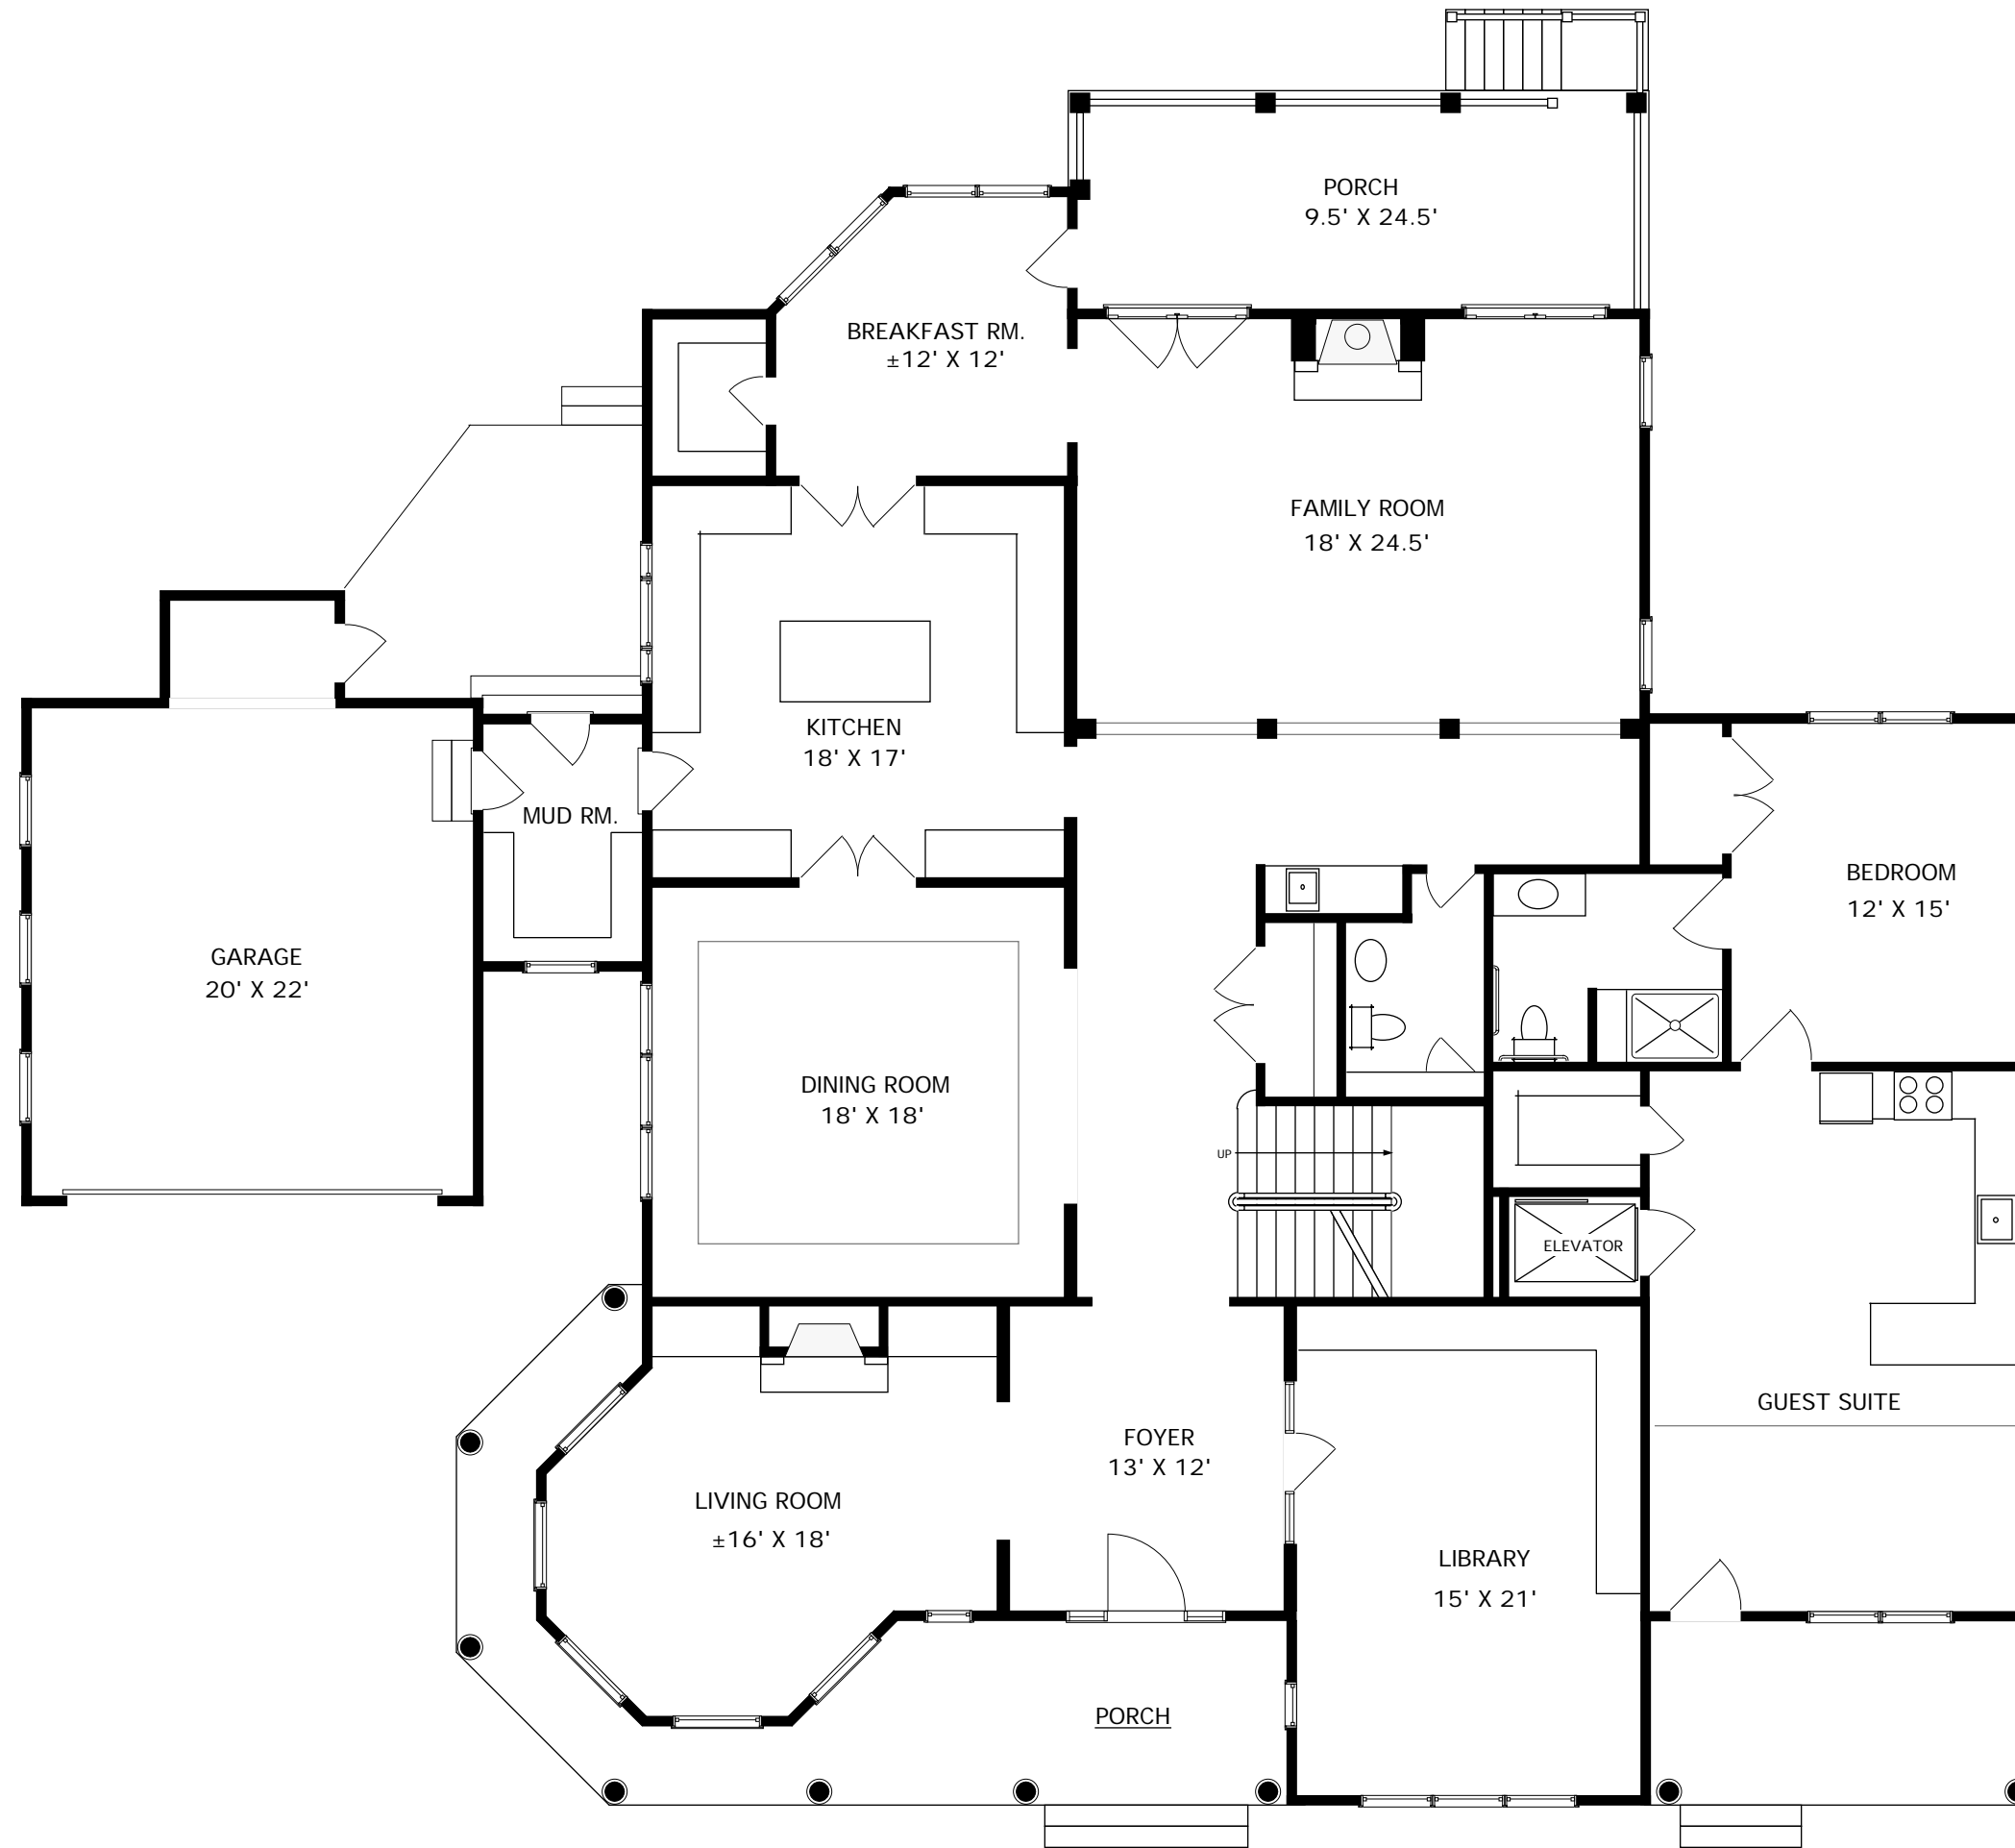 PORCH
9.5' X 24.5'
BREAKFAST RM.
±12' X 12'
FAMILY ROOM
18' X 24.5'
KITCHEN
18' X 17'
MUD RM.
BEDROOM
12' X 15'
GARAGE
20' X 22'
DINING ROOM
18' X 18'
UP
ELEVATOR
GUEST SUITE
FOYER
13' X 12'
LIVING ROOM
±16' X 18'
LIBRARY
15' X 21'
PORCH